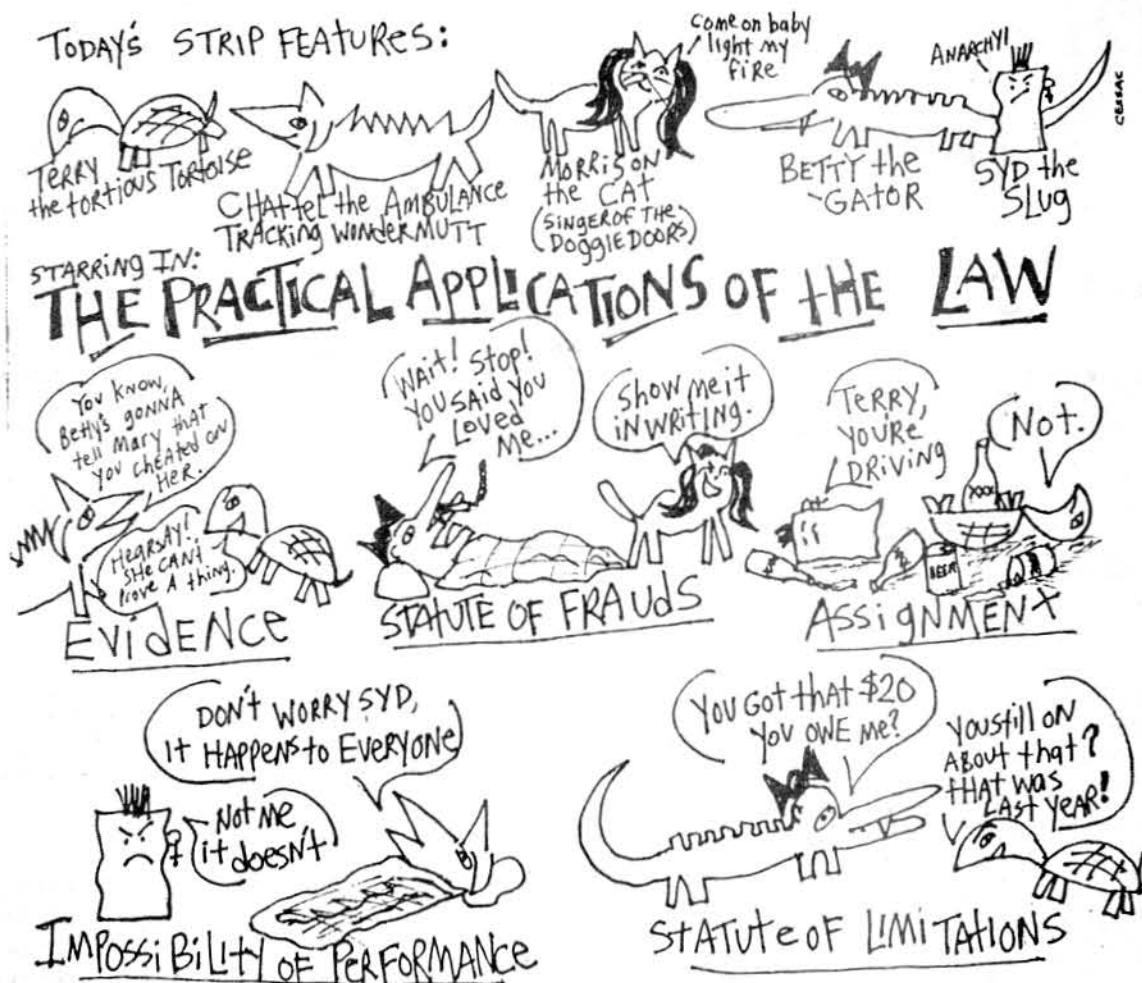 TODAY'S STRIP FEATURES:
come on baby
light my
fire
ANARCHY!
CESSAC
TERRY
the tORtiOUS TORtOISE
CHATTEL the AMBULANCE
TRACKING WONDERMUTT
MORRISON
the CAT
(SINGER OF THE
DOGGIE DOORS)
BETTY the
GATOR
SYD the
SLUG
STARRING IN:
THE PRACTICAL APPLICATIONS OF tHE LAW
You KNOW,
Betty's GONNA
tell Mary that
you cheated on
HER.
HEARSAY!
SHE CAN'T
Prove A thing.
EVIDENCE
WAIT! STOP!
YOU SAID YOU
LOVED
ME...
Show me it
iN WRITING.
STATUTE OF FRAUDS
TERRY,
YOU'RE
DRIVING
NOT.
XXX
BEER
ASSIGNMENT
DON'T WORRY SYD,
IT HAPPENS TO EVERYONE
NOT ME
it doesn't
IMPOSSIBILITY OF PERFORMANCE
YOU GOT that $20
YOU OWE me?
YOU still ON
ABOUT that?
tHAT WAS
LAST YEAR!
STATUTE OF LIMITATIONS